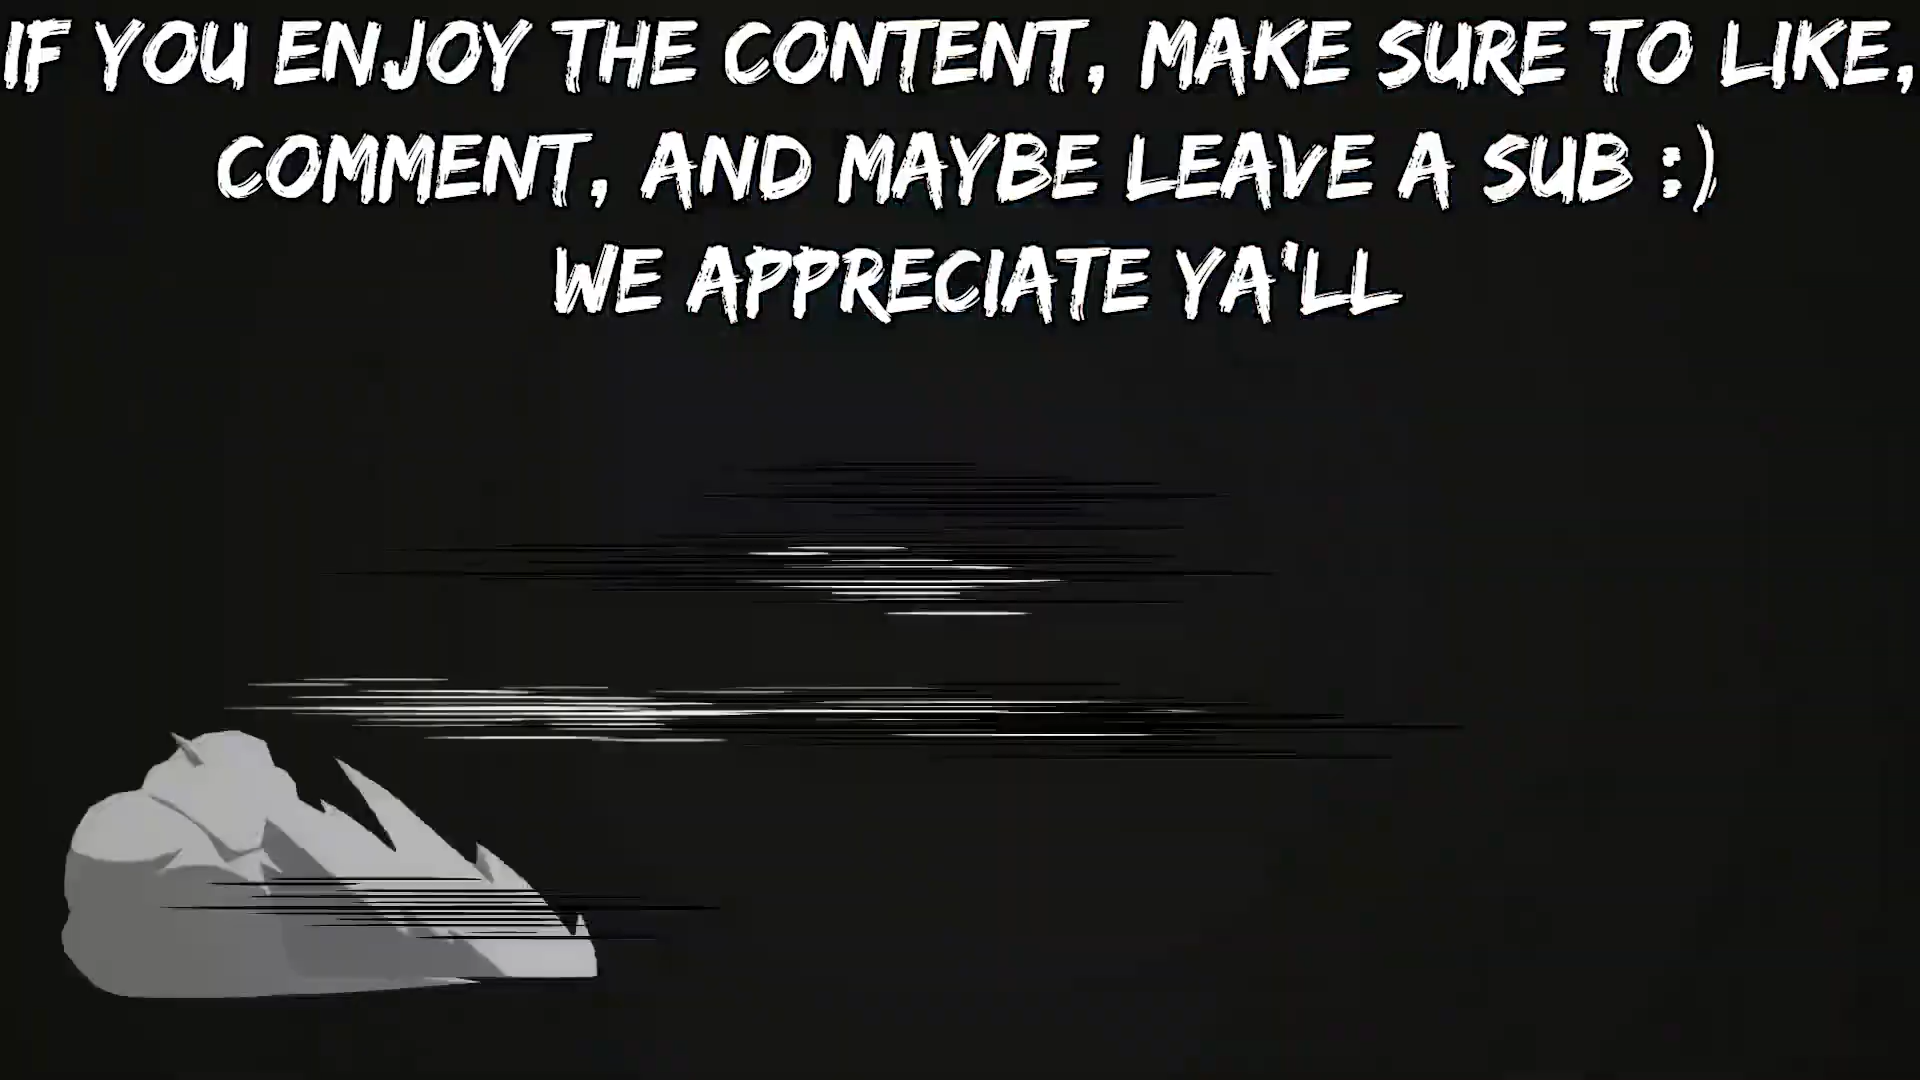 IF YOU ENJOY THE CONTENT, MAKE SURE TO LIKE,
COMMENT, AND MAYBE LEAVE A SUB :)
WE APPRECIATE YA'LL